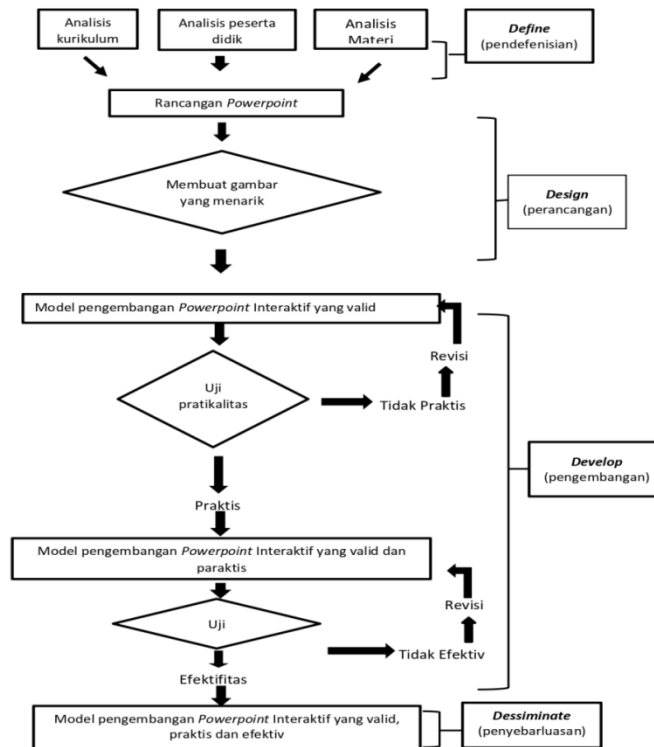 Analisis
kurikulum
Analisis peserta
didik
Analisis
Materi
Define
(pendefenisian)
Rancangan Powerpoint
Membuat gambar
yang menarik
Design
(perancangan)
Model pengembangan Powerpoint Interaktif yang valid
Revisi
Uji
pratikalitas
Tidak Praktis
Develop
(pengembangan)
Praktis
Model pengembangan Powerpoint Interaktif yang valid dan
paraktis
Revisi
Uji
Tidak Efektiv
Efektifitas
Model pengembangan Powerpoint Interaktif yang valid,
praktis dan efektiv
Dessiminate
(penyebarluasan)